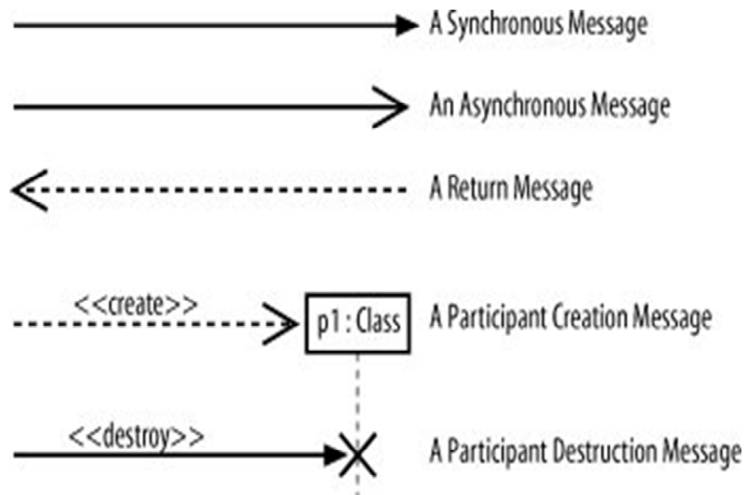 A Synchronous Message
An Asynchronous Message
A Return Message
<<create>>
p1 : Class
A Participant Creation Message
<<destroy>>
A Participant Destruction Message